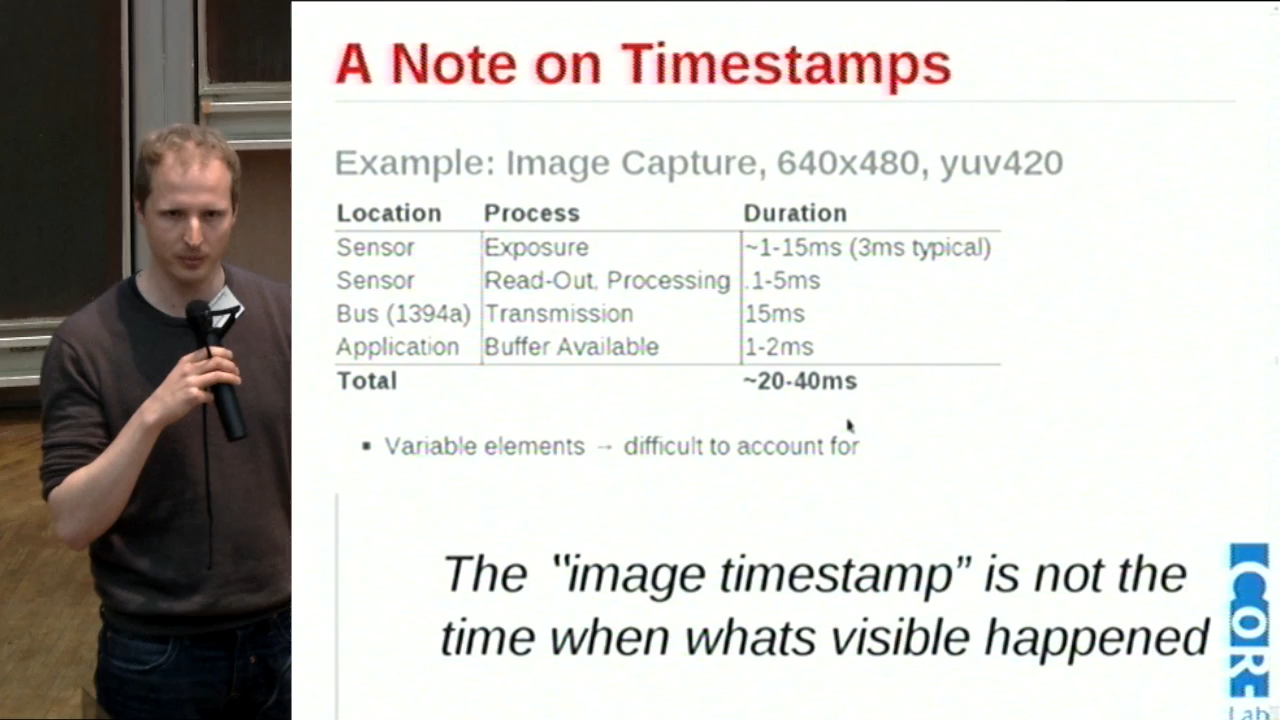 A Note on Timestamps
Example: Image Capture, 640x480, yuv420
Location Process Duration
Sensor Exposure ~1-15ms (3ms typical)
Sensor Read-Out, Processing .1-5ms
Bus (1394a) Transmission 15ms
Application Buffer Available 1-2ms
Total ~20-40ms
▪ Variable elements → difficult to account for
The “image timestamp” is not the
time when whats visible happened
COR
Lab